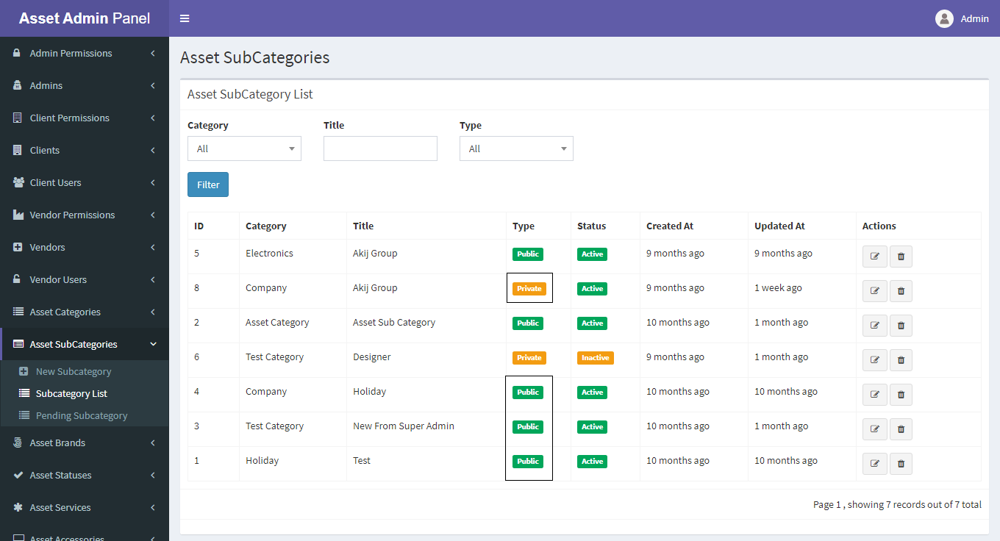 Asset Admin Panel
Admin
Admin Permissions
Admins
Client Permissions
Clients
Client Users
Vendor Permissions
Vendors
Vendor Users
Asset Categories
Asset SubCategories
New Subcategory
Subcategory List
Pending Subcategory
Asset Brands
Asset Statuses
Asset Services
Asset Accessories
Asset SubCategories
Asset SubCategory List
Category Title Type
All All
Filter
ID Category Title Type Status Created At Updated At Actions
5 Electronics Akij Group Public Active 9 months ago 9 months ago
8 Company Akij Group Private Active 9 months ago 1 week ago
2 Asset Category Asset Sub Category Public Active 10 months ago 1 month ago
6 Test Category Designer Private Inactive 9 months ago 1 month ago
4 Company Holiday Public Active 10 months ago 10 months ago
3 Test Category New From Super Admin Public Active 10 months ago 1 month ago
1 Holiday Test Public Active 10 months ago 10 months ago
Page 1 , showing 7 records out of 7 total